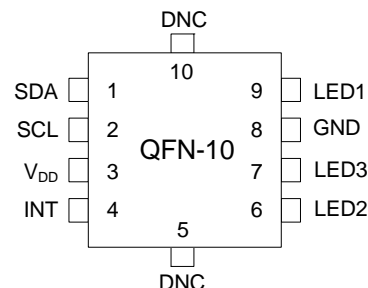 DNC
10
SDA 1 9 LED1
SCL 2 8 GND
QFN-10
VDD 3 7 LED3
INT 4 6 LED2
5
DNC